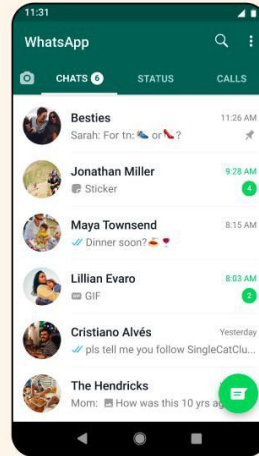 11:31
WhatsApp
CHATS 6 STATUS CALLS
Besties 11:26 AM
Sarah: For tn: 👟 or 👠?
Jonathan Miller 9:28 AM
Sticker 4
Maya Townsend 8:15 AM
Dinner soon? 🍝 🍷
Lillian Evaro 8:03 AM
GIF 2
Cristiano Alvés Yesterday
pls tell me you follow SingleCatClu...
The Hendricks
Mom: How was this 10 yrs